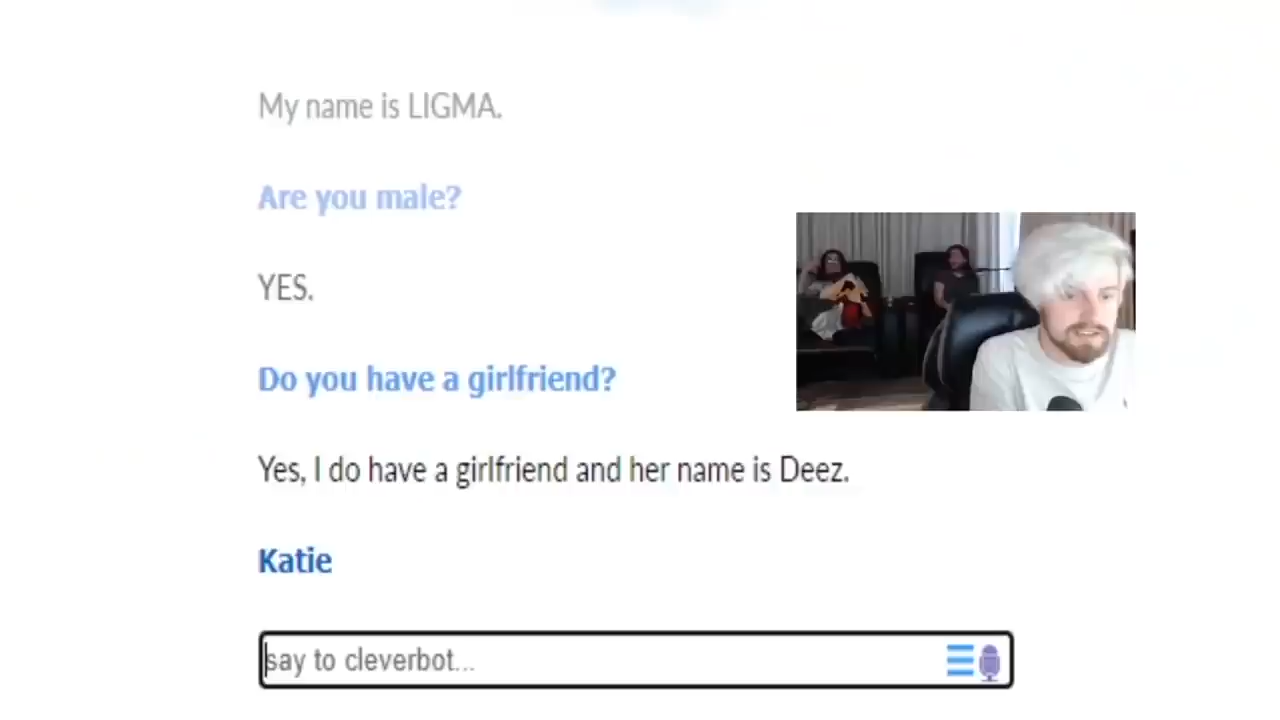 My name is LIGMA.
Are you male?
YES.
Do you have a girlfriend?
Yes, I do have a girlfriend and her name is Deez.
Katie
say to cleverbot...